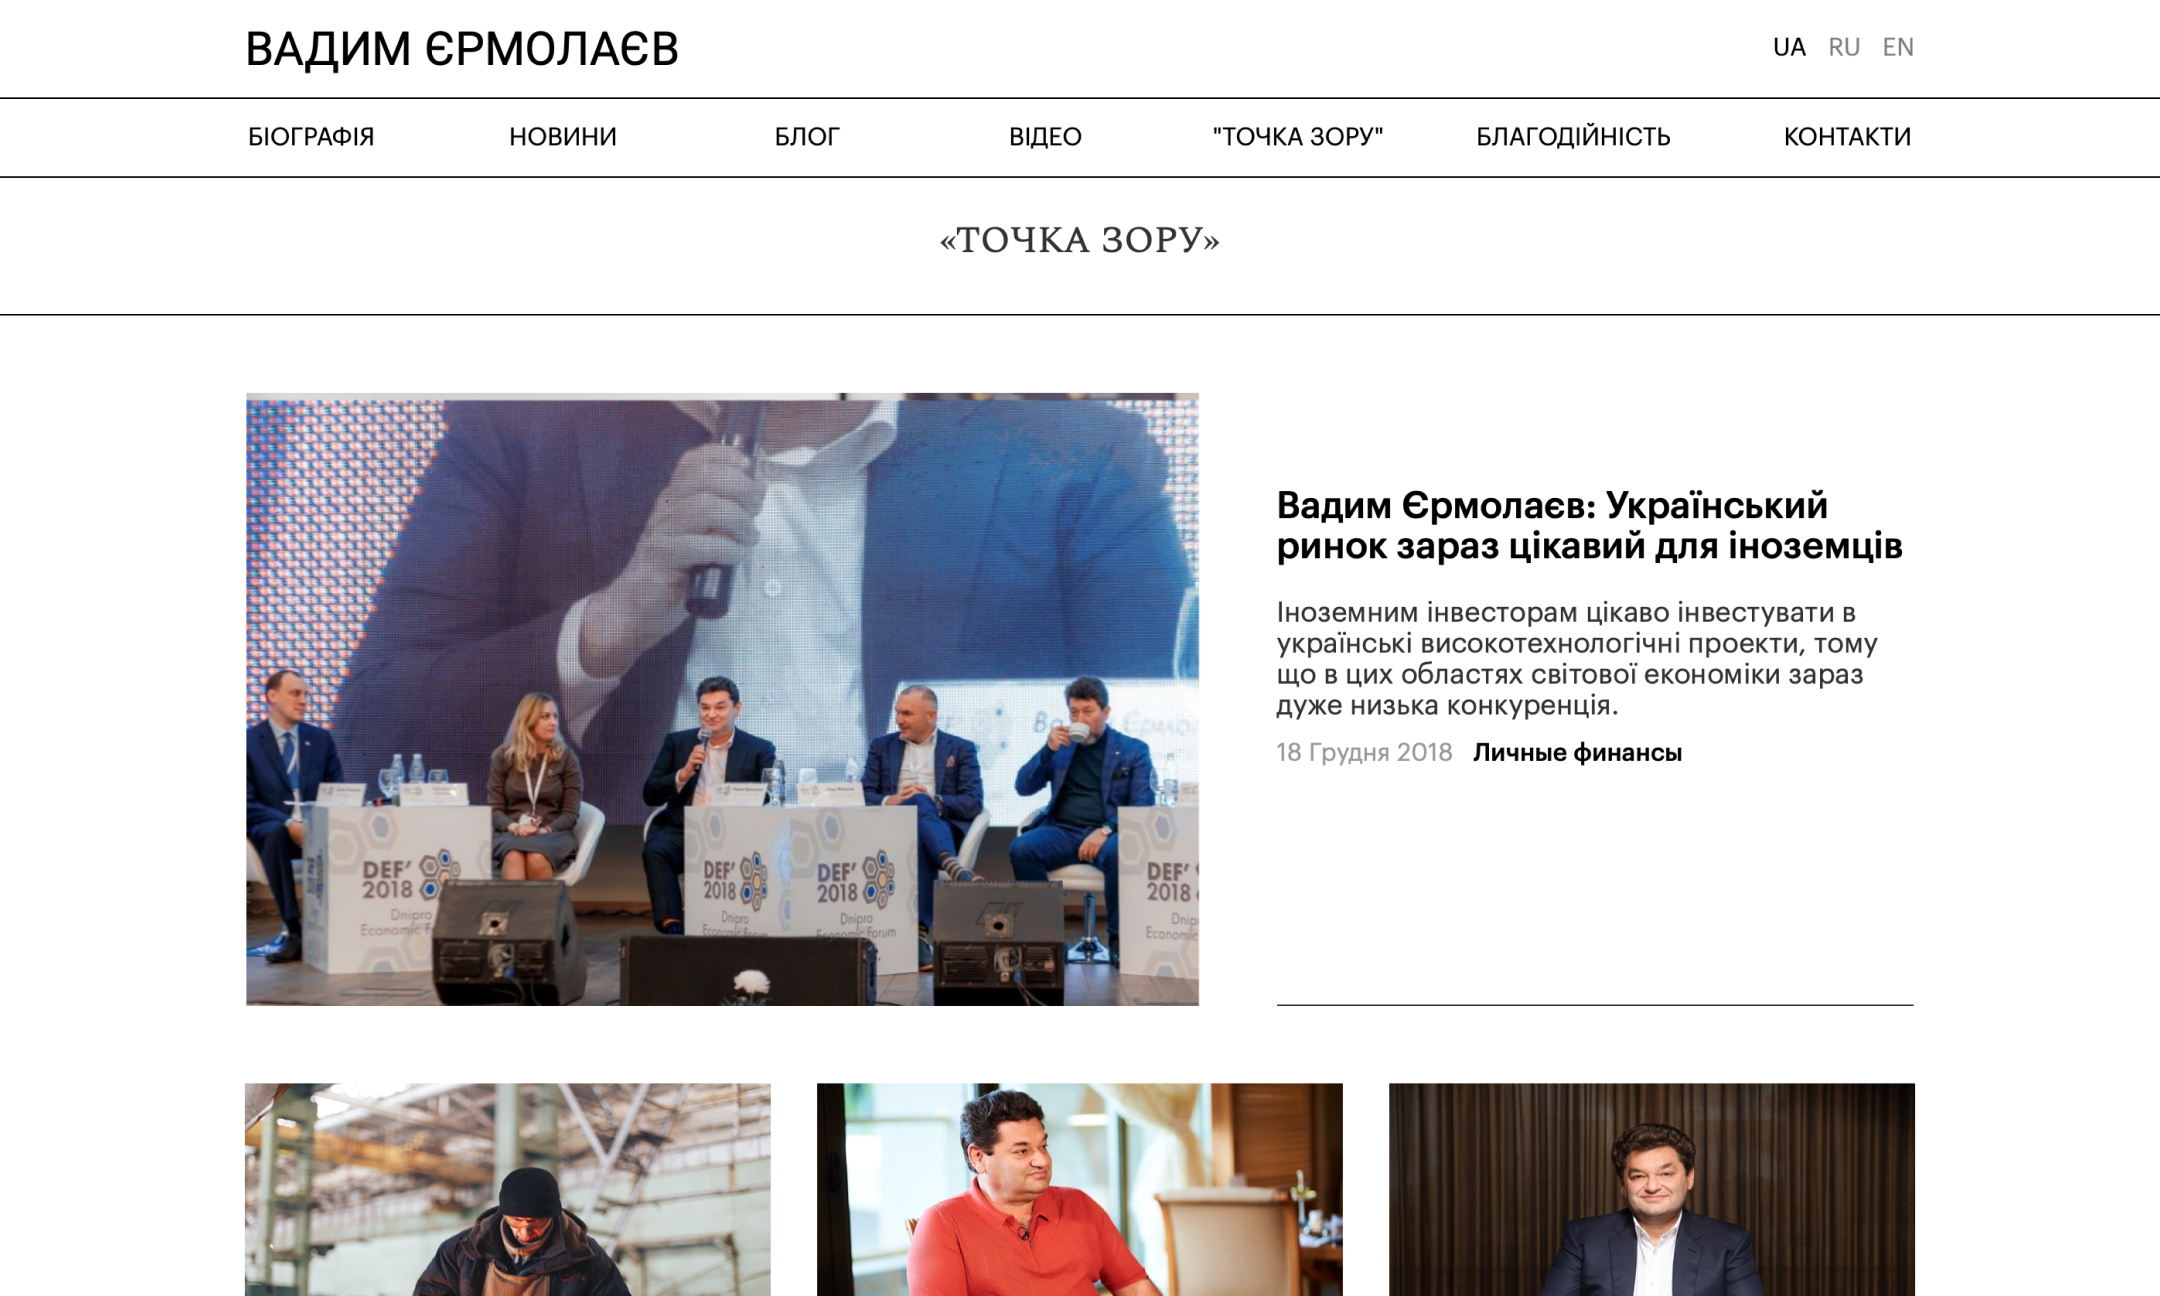 ВАДИМ ЄРМОЛАЄВ
UA RU EN
БІОГРАФІЯ НОВИНИ БЛОГ ВІДЕО "ТОЧКА ЗОРУ" БЛАГОДІЙНІСТЬ КОНТАКТИ
«ТОЧКА ЗОРУ»
Вадим Єрмолаєв: Український
ринок зараз цікавий для іноземців
Іноземним інвесторам цікаво інвестувати в
українські високотехнологічні проекти, тому
що в цих областях світової економіки зараз
дуже низька конкуренція.
18 Грудня 2018 Личные финансы
DEF'
2018
Dnipro
Economic
DEF'
2018
Dnipro
Economic Forum
DEF'
2018
Dnipro
Economic Forum
DEF'
2018
Economic